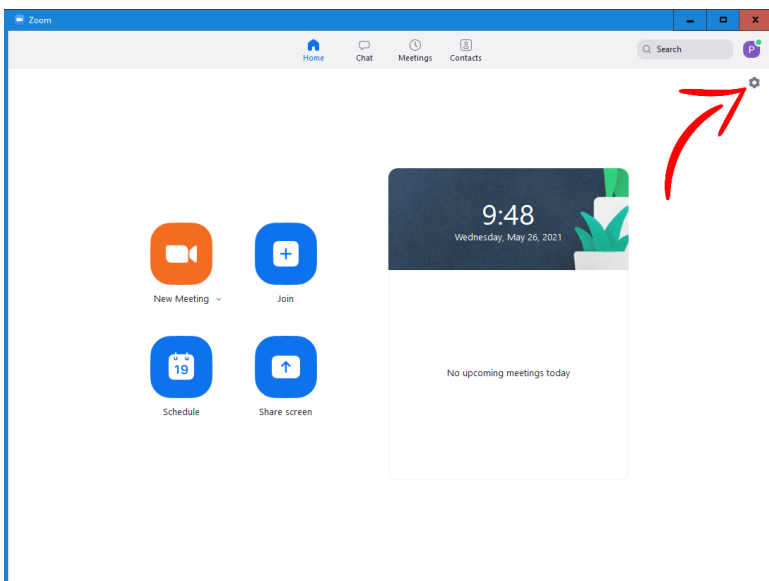 Zoom
Home
Chat
Meetings
Contacts
Search
P
9:48
Wednesday, May 26, 2021
New Meeting
Join
19
Schedule
Share screen
No upcoming meetings today